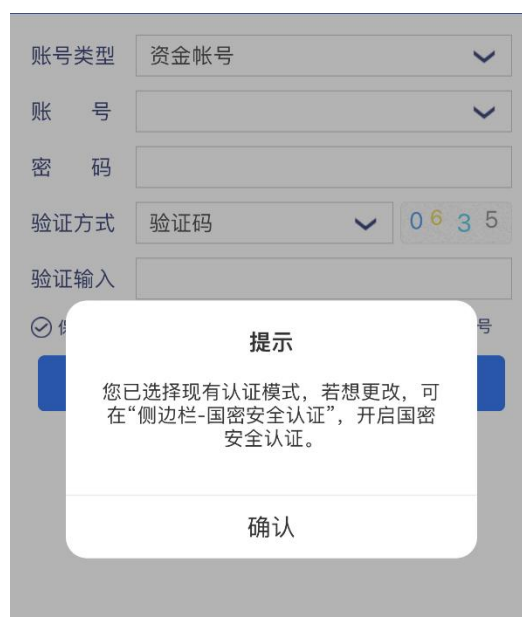 账号类型 资金帐号
账 号
密 码
验证方式 验证码 0635
验证输入
号
提示
您已选择现有认证模式，若想更改，可
在“侧边栏-国密安全认证”，开启国密
安全认证。
确认